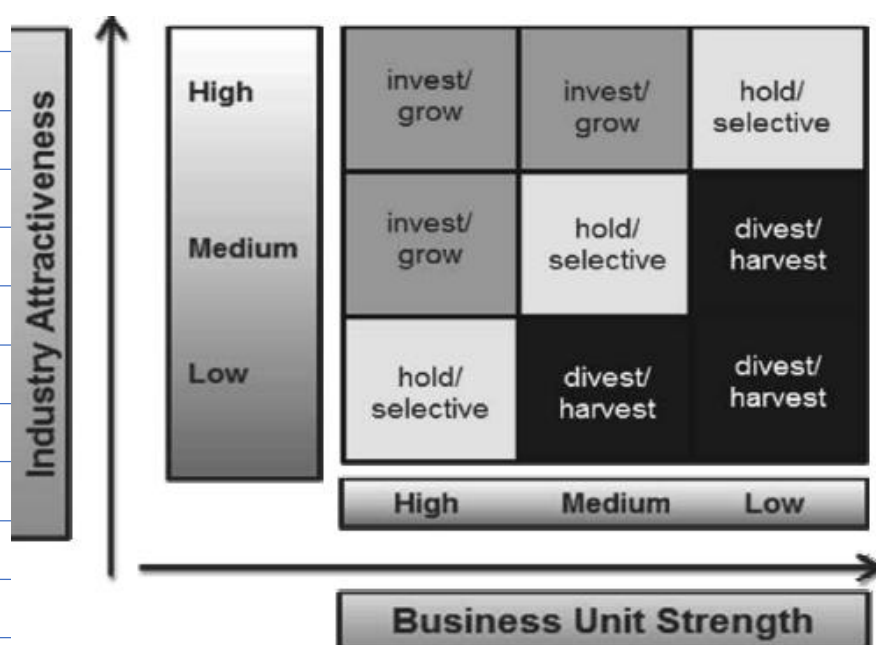 Industry Attractiveness
High
invest/
grow
invest/
grow
hold/
selective
Medium
invest/
grow
hold/
selective
divest/
harvest
Low
hold/
selective
divest/
harvest
divest/
harvest
High Medium Low
Business Unit Strength